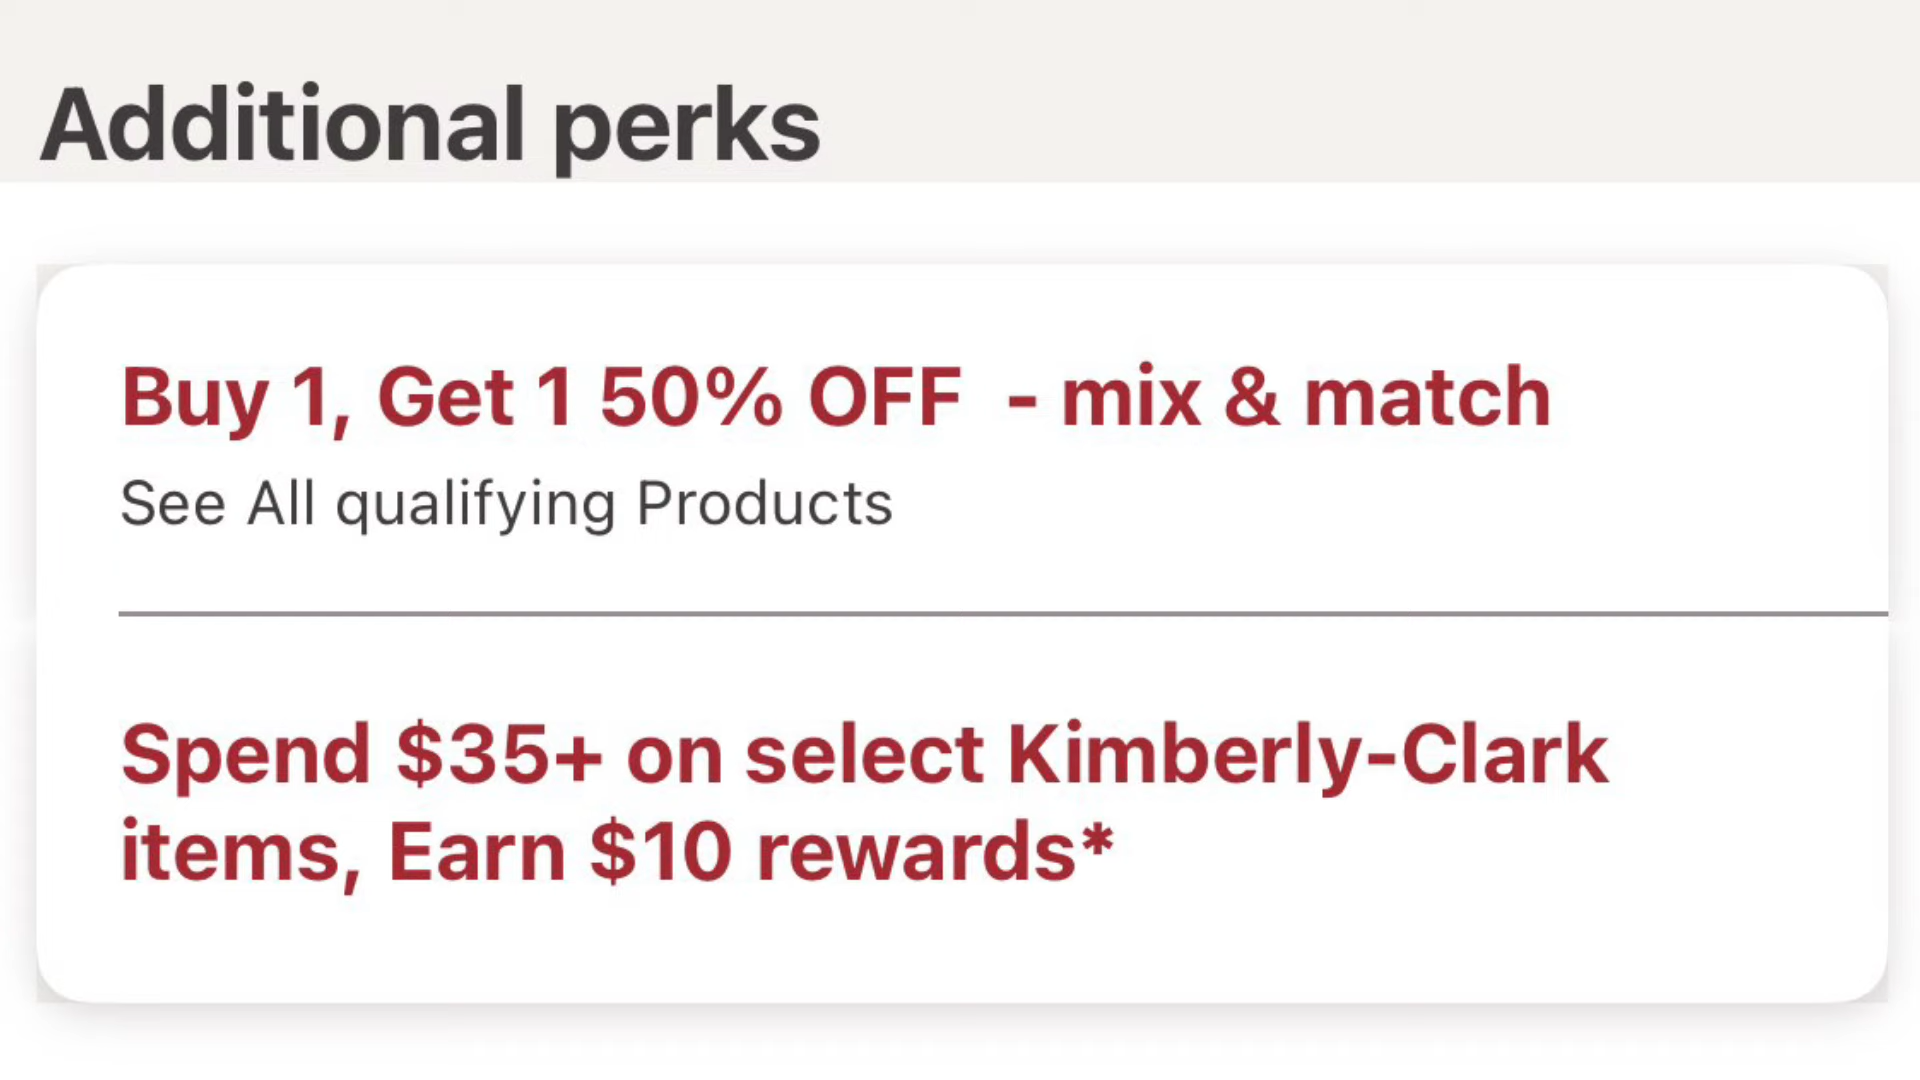 Additional perks
Buy 1, Get 1 50% OFF  - mix & match
See All qualifying Products
Spend $35+ on select Kimberly-Clark
items, Earn $10 rewards*